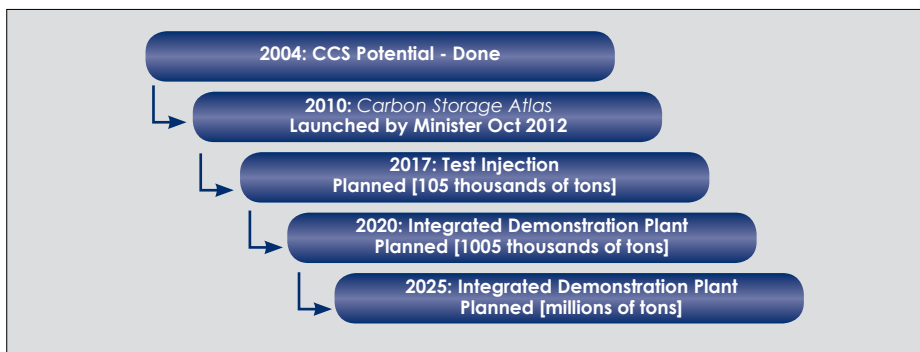 2004: CCS Potential - Done
2010: Carbon Storage Atlas
Launched by Minister Oct 2012
2017: Test Injection
Planned [105 thousands of tons]
2020: Integrated Demonstration Plant
Planned [1005 thousands of tons]
2025: Integrated Demonstration Plant
Planned [millions of tons]